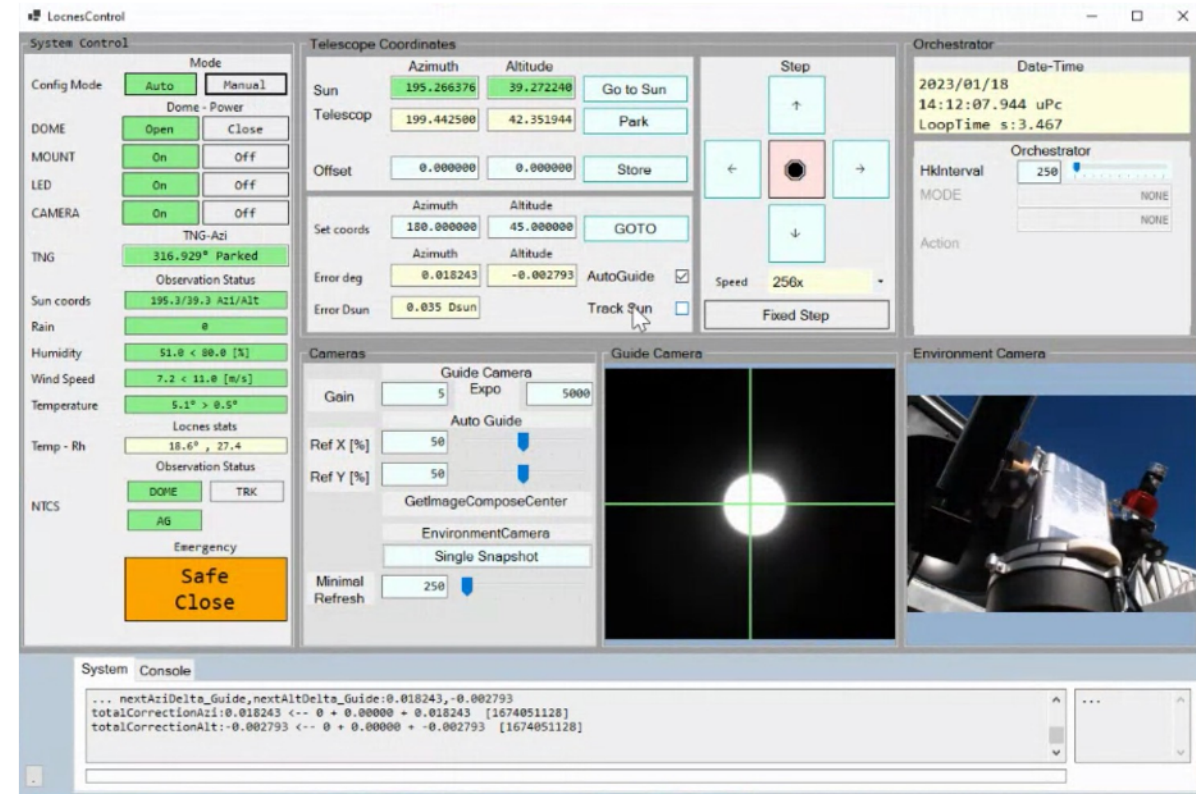 LocnesControl
System Control
Mode
Config Mode Auto Manual
Dome - Power
DOME Open Close
MOUNT On Off
LED On Off
CAMERA On Off
TNG-Azi
TNG 316.929° Parked
Observation Status
Sun coords 195.3/39.3 Azi/Alt
Rain 0
Humidity 51.0 < 80.0 [%]
Wind Speed 7.2 < 11.0 [m/s]
Temperature 5.1° > 0.5°
Locnes stats
Temp - Rh 18.6° , 27.4
Observation Status
NTCS DOME TRK
AG
Emergency
Safe
Close
Telescope Coordinates
Azimuth Altitude
Sun 195.266376 39.272240 Go to Sun
Telescop 199.442500 42.351944 Park
Offset 0.000000 0.000000 Store
Azimuth Altitude
Set coords 180.000000 45.000000 GOTO
Azimuth Altitude
Error deg 0.018243 -0.002793 AutoGuide
Error Dsun 0.035 Dsun Track Sun
Step
↑
← →
↓
Speed 256x
Fixed Step
Orchestrator
Date-Time
2023/01/18
14:12:07.944 uPc
LoopTime s:3.467
Orchestrator
HkInterval 250
MODE NONE
NONE
Action
Cameras
Guide Camera
Gain 5 Expo 5000
Auto Guide
Ref X [%] 50
Ref Y [%] 50
GetImageComposeCenter
EnvironmentCamera
Single Snapshot
Minimal
Refresh
250
Guide Camera
Environment Camera
System Console
... nextAziDelta_Guide,nextAltDelta_Guide:0.018243,-0.002793
totalCorrectionAzi:0.018243 <-- 0 + 0.00000 + 0.018243 [1674051128]
totalCorrectionAlt:-0.002793 <-- 0 + 0.00000 + -0.002793 [1674051128]
...
.